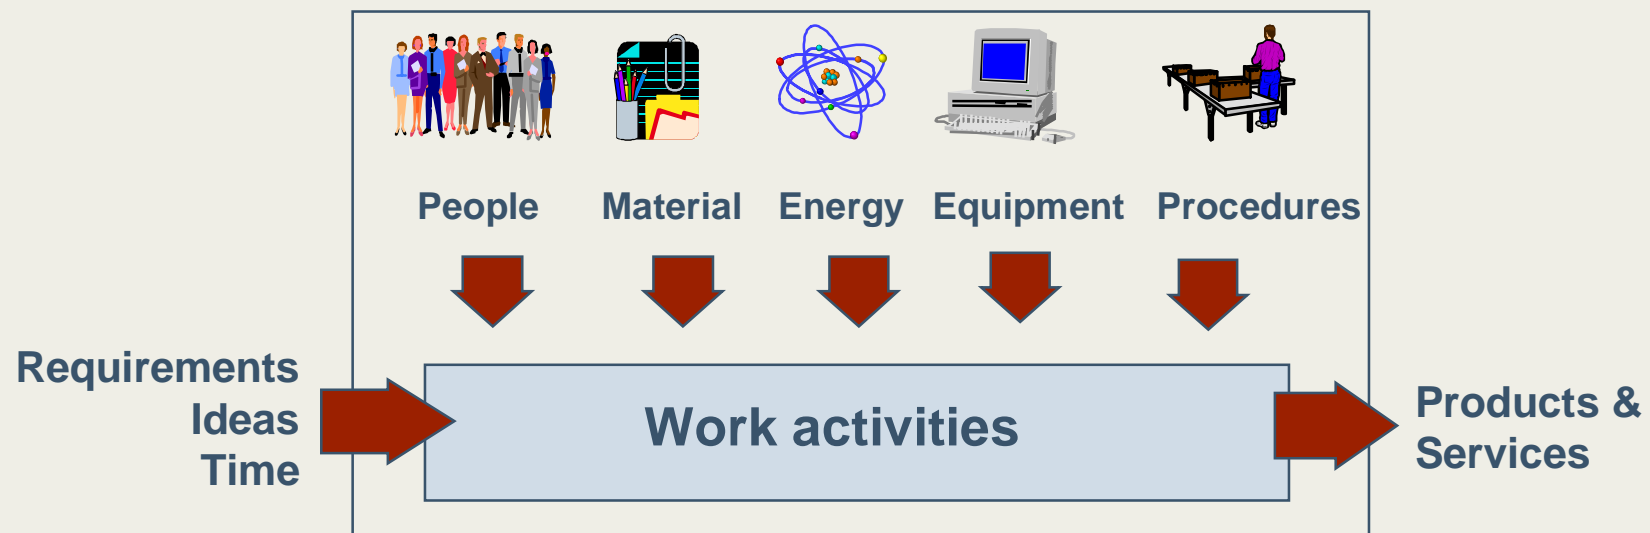 People Material Energy Equipment Procedures
Requirements
Ideas
Time
Work activities
Products &
Services